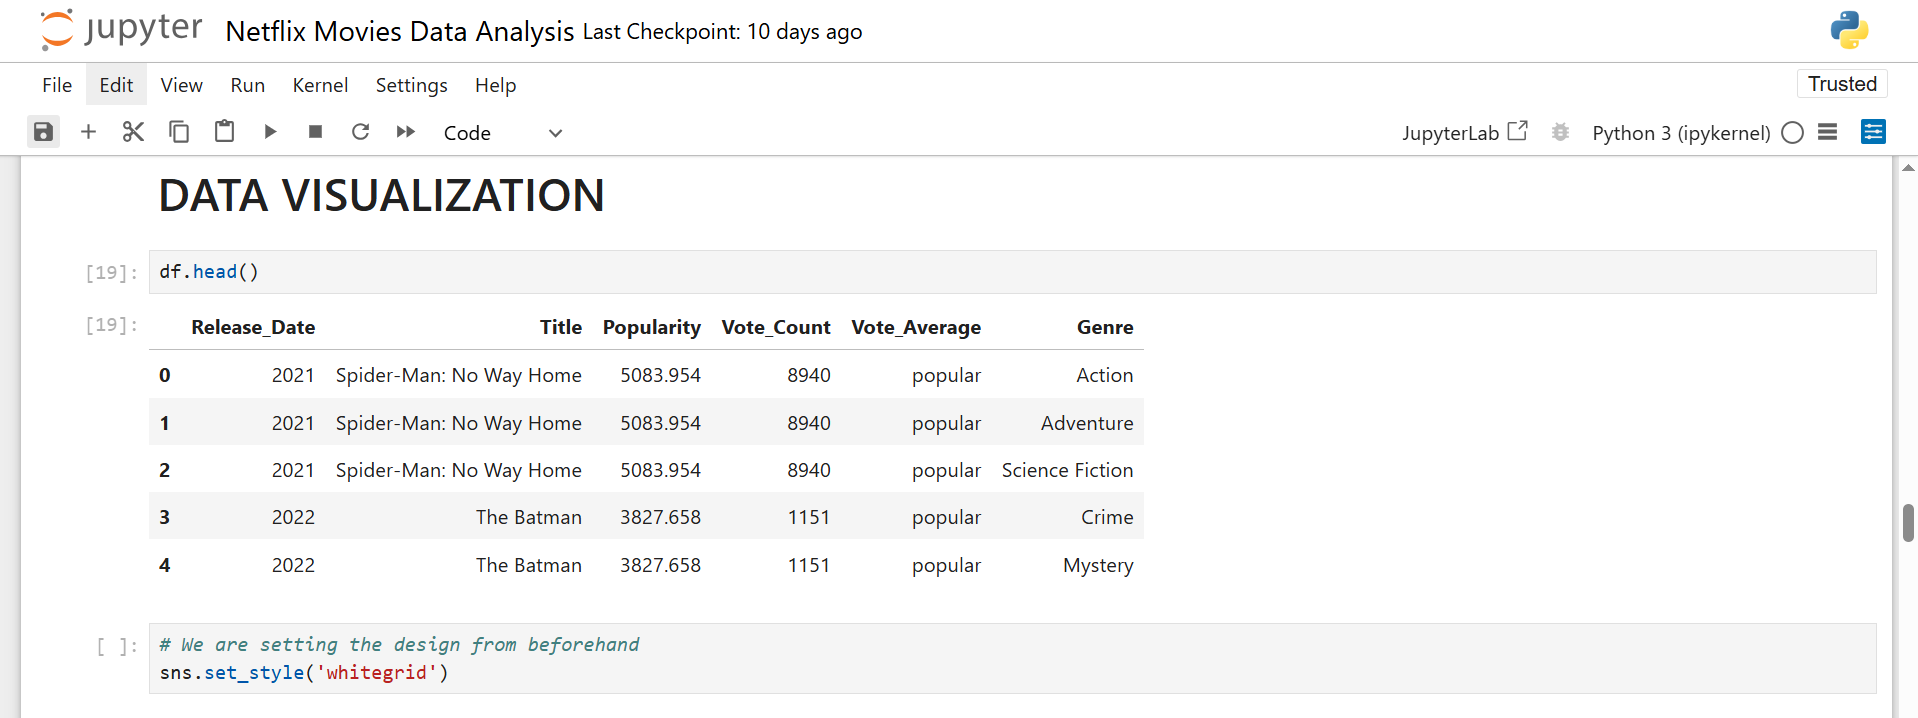 jupyter Netflix Movies Data Analysis Last Checkpoint: 10 days ago
File Edit View Run Kernel Settings Help Trusted
Code JupyterLab Python 3 (ipykernel)
DATA VISUALIZATION
[19]: df.head()
[19]: Release_Date Title Popularity Vote_Count Vote_Average Genre
0 2021 Spider-Man: No Way Home 5083.954 8940 popular Action
1 2021 Spider-Man: No Way Home 5083.954 8940 popular Adventure
2 2021 Spider-Man: No Way Home 5083.954 8940 popular Science Fiction
3 2022 The Batman 3827.658 1151 popular Crime
4 2022 The Batman 3827.658 1151 popular Mystery
[ ]: # We are setting the design from beforehand
sns.set_style('whitegrid')